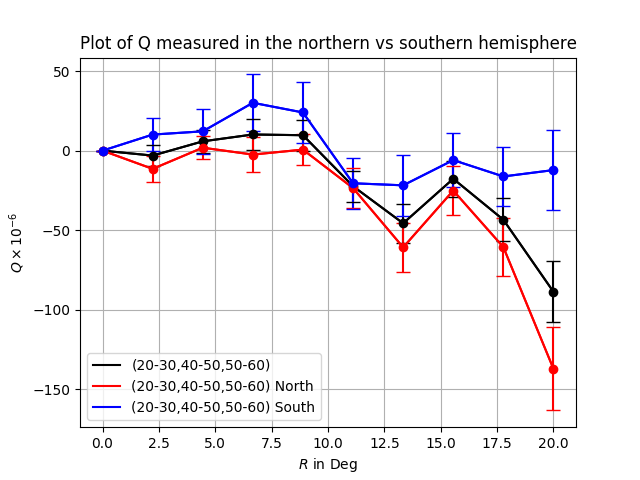 Plot of Q measured in the northern vs southern hemisphere
50
0
−50
−100
−150
Q × 10⁻⁶
(20-30,40-50,50-60)
(20-30,40-50,50-60) North
(20-30,40-50,50-60) South
0.0 2.5 5.0 7.5 10.0 12.5 15.0 17.5 20.0
R in Deg